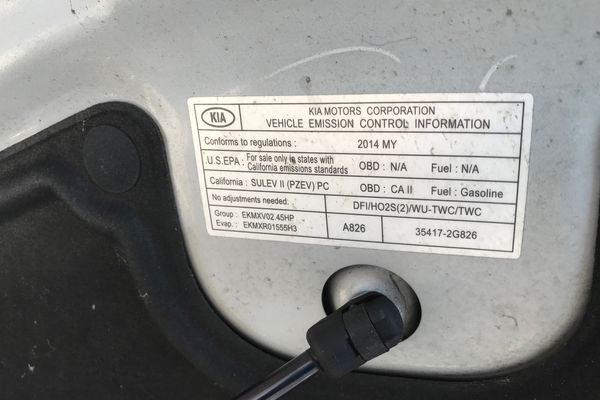 KIA KIA MOTORS CORPORATION
VEHICLE EMISSION CONTROL INFORMATION
Conforms to regulations : 2014 MY
U.S.EPA : For sale only in states with
California emissions standards OBD : N/A Fuel : N/A
California : SULEV II (PZEV) PC OBD : CA II Fuel : Gasoline
No adjustments needed. DFI/HO2S(2)/WU-TWC/TWC
Group : EKMXV02.45HP
Evap. : EKMXR01555H3 A826 35417-2G826